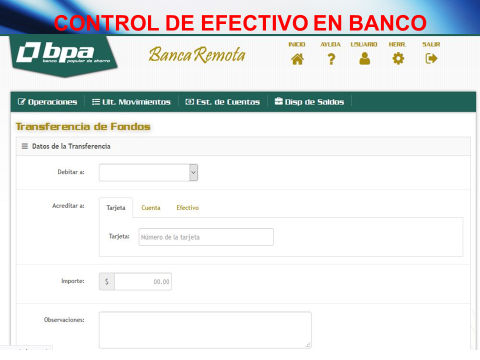 CONTROL DE EFECTIVO EN BANCO
bpa
banco popular de ahorro
Banca Remota
INICIO AYUDA USUARIO HERR. SALIR
Operaciones Ult. Movimientos Est. de Cuentas Disp de Saldos
Transferencia de Fondos
Datos de la Transferencia
Debitar a:
Acreditar a: Tarjeta Cuenta Efectivo
Tarjeta: Número de la tarjeta
Importe: $ 00.00
Observaciones: